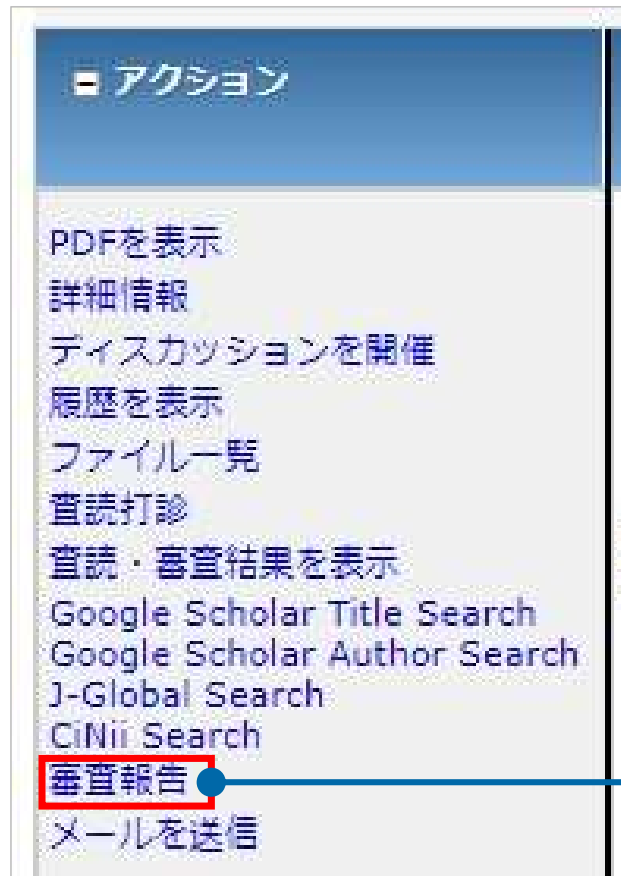 アクション
PDFを表示
詳細情報
ディスカッションを開催
履歴を表示
ファイル一覧
査読打診
査読・審査結果を表示
Google Scholar Title Search
Google Scholar Author Search
J-Global Search
CiNii Search
審査報告
メールを送信